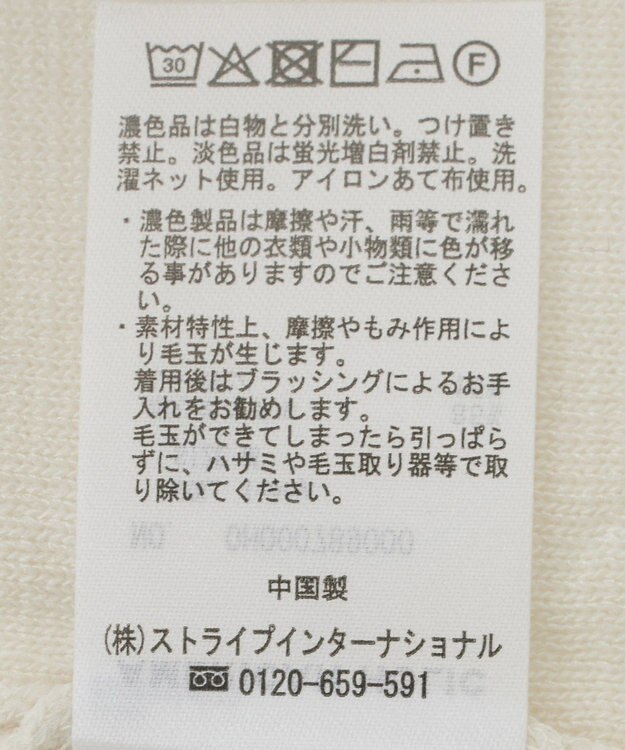 30 F
濃色品は白物と分別洗い。つけ置き
禁止。淡色品は蛍光増白剤禁止。洗
濯ネット使用。アイロンあて布使用。
・濃色製品は摩擦や汗、雨等で濡れ
た際に他の衣類や小物類に色が移
る事がありますのでご注意くださ
い。
・素材特性上、摩擦やもみ作用によ
り毛玉が生じます。
着用後はブラッシングによるお手
入れをお勧めします。
毛玉ができてしまったら引っぱら
ずに、ハサミや毛玉取り器等で取
り除いてください。
中国製
(株)ストライプインターナショナル
0120-659-591